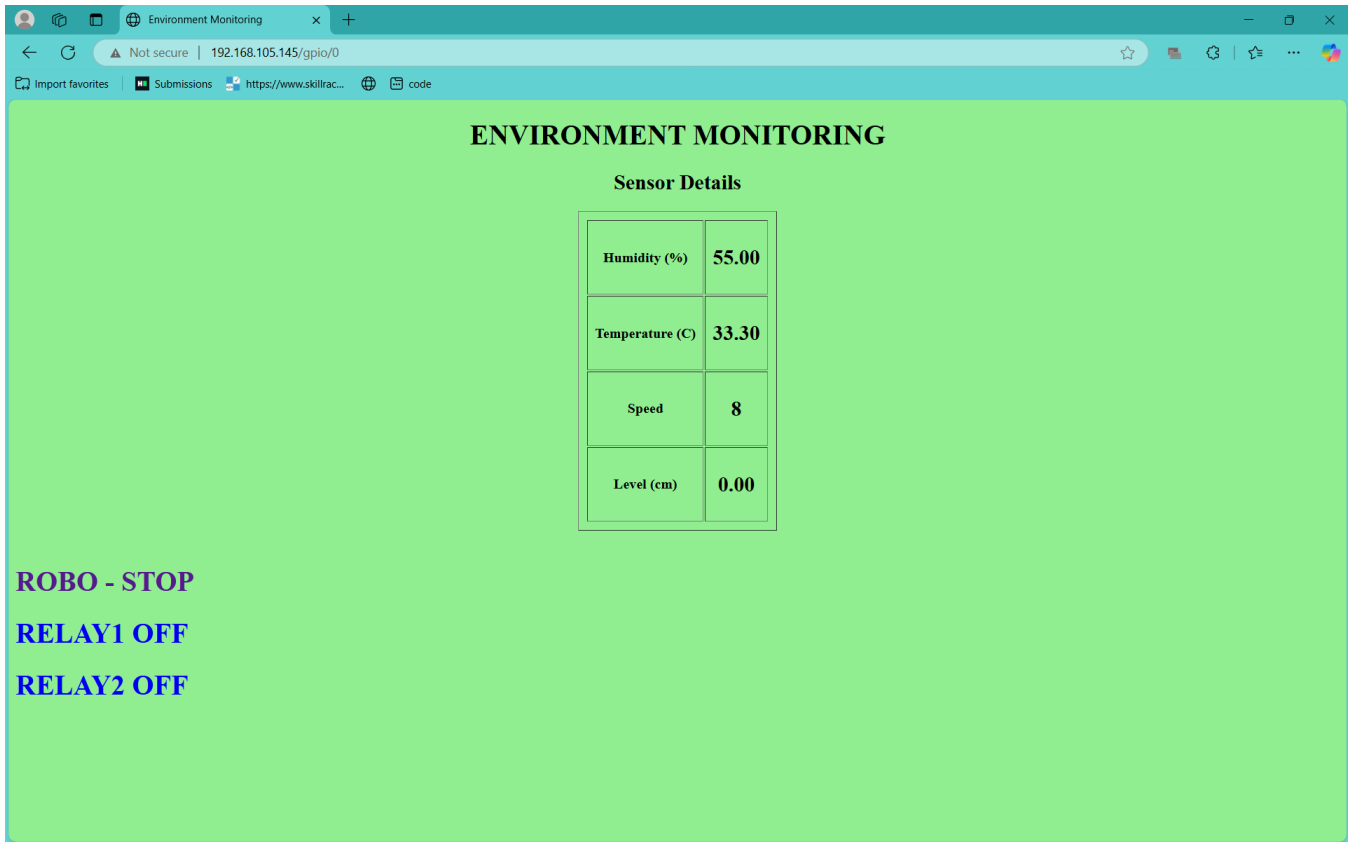 Environment Monitoring
Not secure | 192.168.105.145/gpio/0
Import favorites Submissions https://www.skillrac... code
ENVIRONMENT MONITORING
Sensor Details
Humidity (%) 55.00
Temperature (C) 33.30
Speed 8
Level (cm) 0.00
ROBO - STOP
RELAY1 OFF
RELAY2 OFF